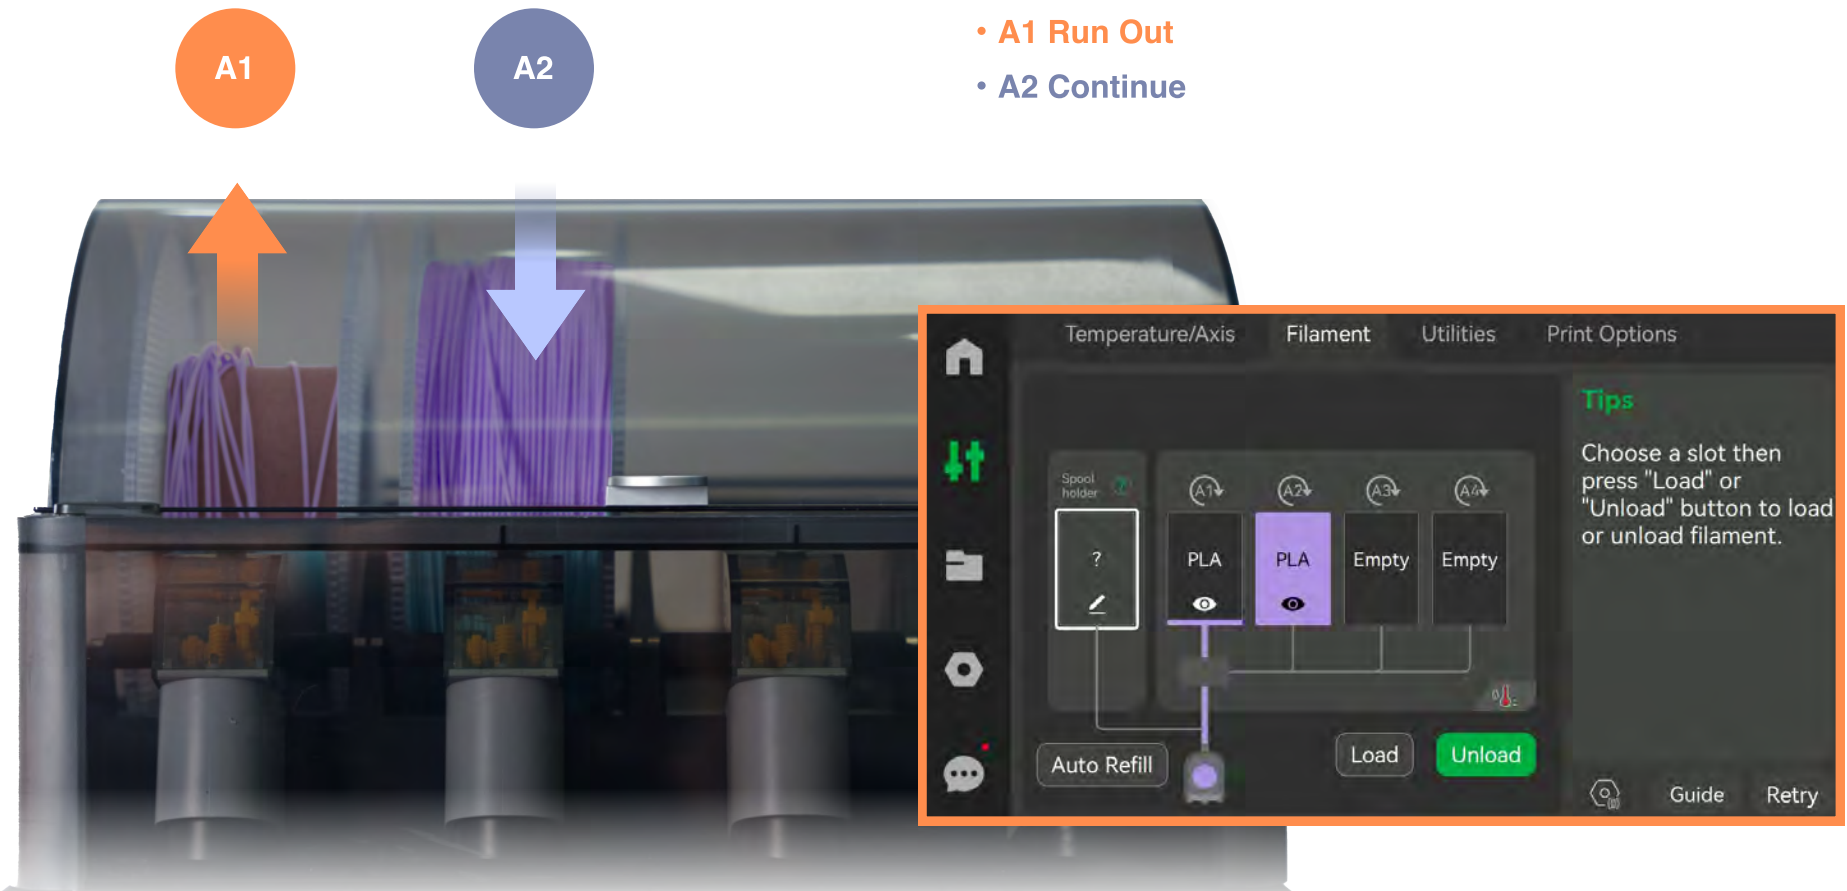 A1
A2
• A1 Run Out
• A2 Continue
Temperature/Axis
Filament
Utilities
Print Options
Tips
Choose a slot then
press "Load" or
"Unload" button to load
or unload filament.
Spool
holder
?
A1
A2
A3
A4
?
PLA
PLA
Empty
Empty
Auto Refill
Load
Unload
Guide
Retry